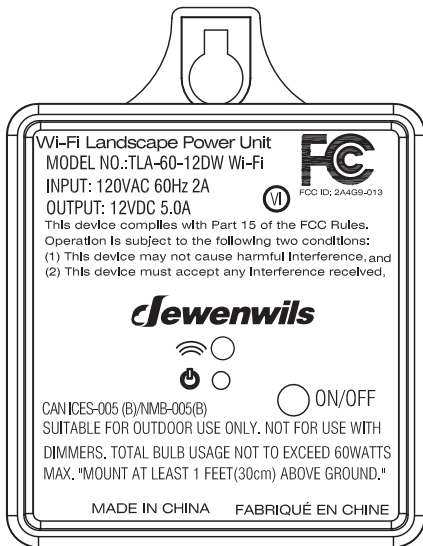 Wi-Fi Landscape Power Unit
MODEL NO.:TLA-60-12DW Wi-Fi
INPUT: 120VAC 60Hz 2A
OUTPUT: 12VDC 5.0A
VI
FC
FCC ID; 2A4G9-013
This device complies with Part 15 of the FCC Rules.
Operation is subject to the following two conditions:
(1) This device may not cause harmful Interference, and
(2) This device must accept any Interference received,
dewenwils
ON/OFF
CAN ICES-005 (B)/NMB-005(B)
SUITABLE FOR OUTDOOR USE ONLY. NOT FOR USE WITH
DIMMERS. TOTAL BULB USAGE NOT TO EXCEED 60WATTS
MAX. "MOUNT AT LEAST 1 FEET(30cm) ABOVE GROUND."
MADE IN CHINA FABRIQUÉ EN CHINE